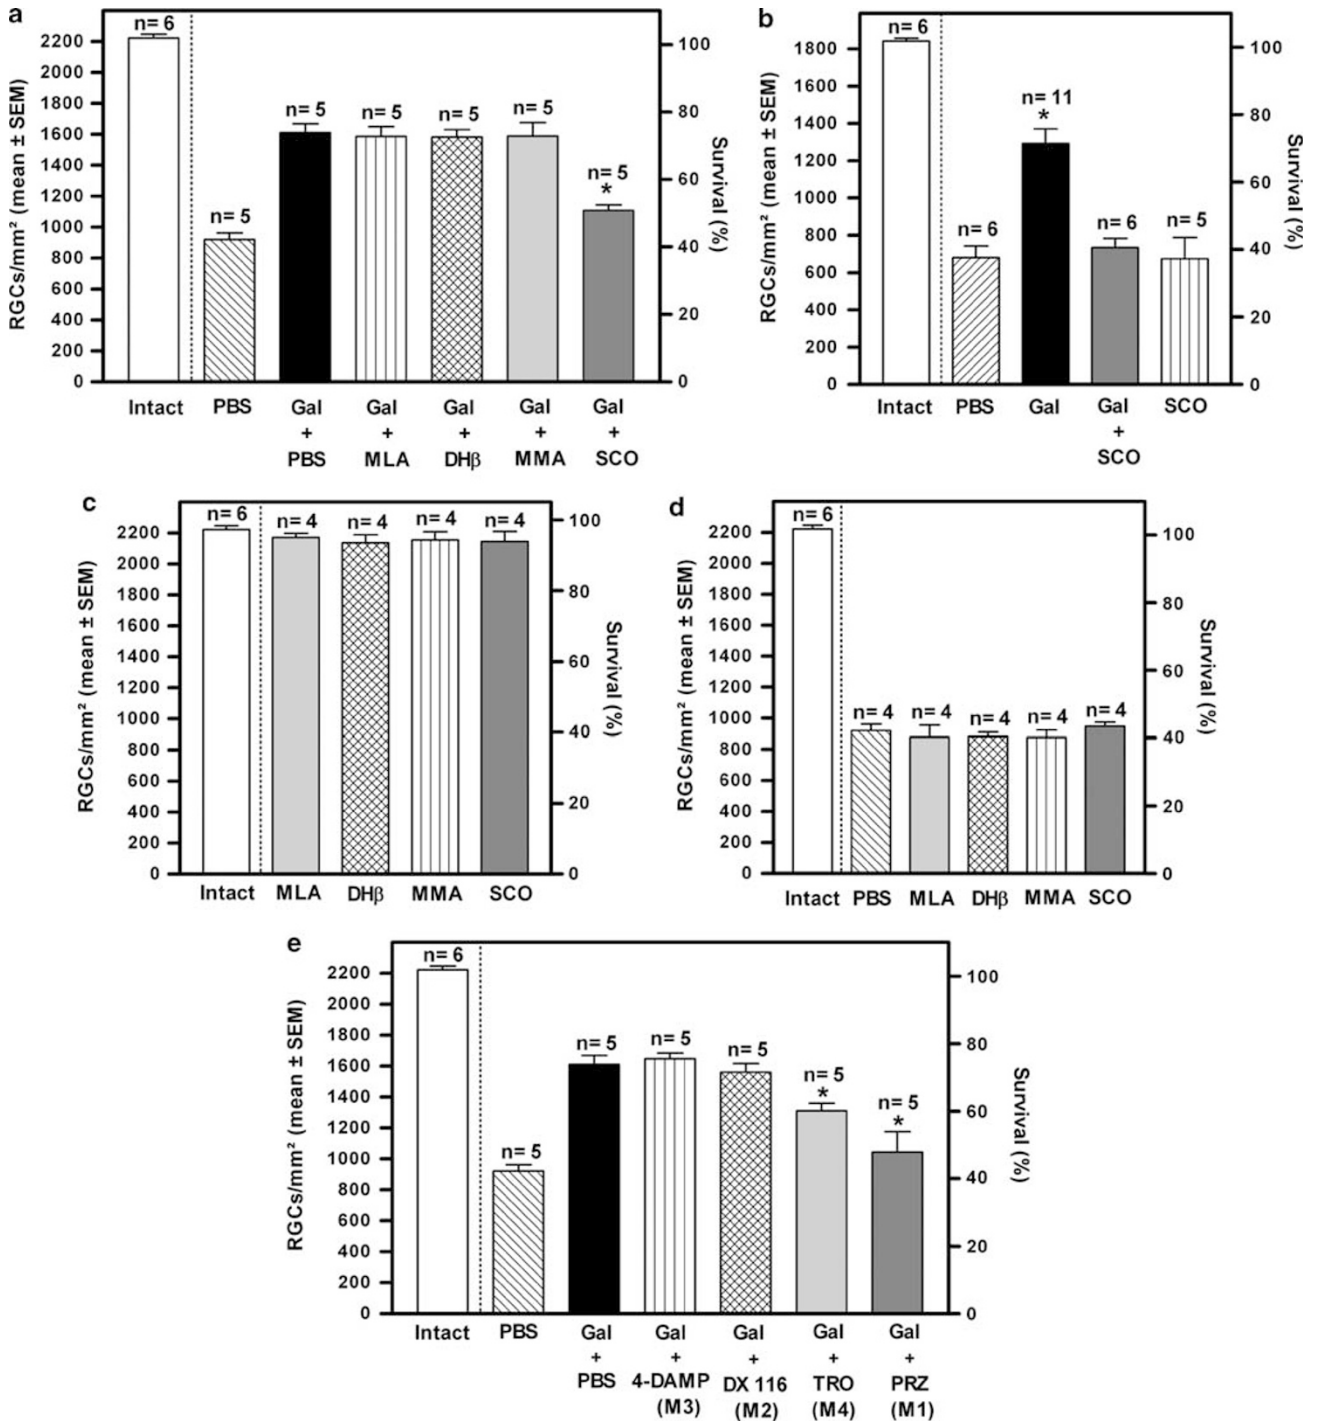 a
RGCs/mm² (mean ± SEM)
2200
2000
1800
1600
1400
1200
1000
800
600
400
200
0
n= 6
n= 5
n= 5
n= 5
n= 5
n= 5
n= 5
*
100
80
60
40
20
0
Survival (%)
Intact PBS Gal Gal Gal Gal Gal
+ + + + +
PBS MLA DHβ MMA SCO
b
RGCs/mm² (mean ± SEM)
1800
1600
1400
1200
1000
800
600
400
200
0
n= 6
n= 6
n= 11
*
n= 6
n= 5
100
80
60
40
20
0
Survival (%)
Intact PBS Gal Gal SCO
+
SCO
c
RGCs/mm² (mean ± SEM)
2200
2000
1800
1600
1400
1200
1000
800
600
400
200
0
n= 6 n= 4 n= 4 n= 4 n= 4
100
80
60
40
20
0
Survival (%)
Intact MLA DHβ MMA SCO
d
RGCs/mm² (mean ± SEM)
2200
2000
1800
1600
1400
1200
1000
800
600
400
200
0
n= 6
n= 4 n= 4 n= 4 n= 4 n= 4
100
80
60
40
20
0
Survival (%)
Intact PBS MLA DHβ MMA SCO
e
RGCs/mm² (mean ± SEM)
2200
2000
1800
1600
1400
1200
1000
800
600
400
200
0
n= 6
n= 5
n= 5
n= 5
n= 5
n= 5
*
n= 5
*
100
80
60
40
20
0
Survival (%)
Intact PBS Gal Gal Gal Gal Gal
+ + + + +
PBS 4-DAMP DX 116 TRO PRZ
(M3) (M2) (M4) (M1)